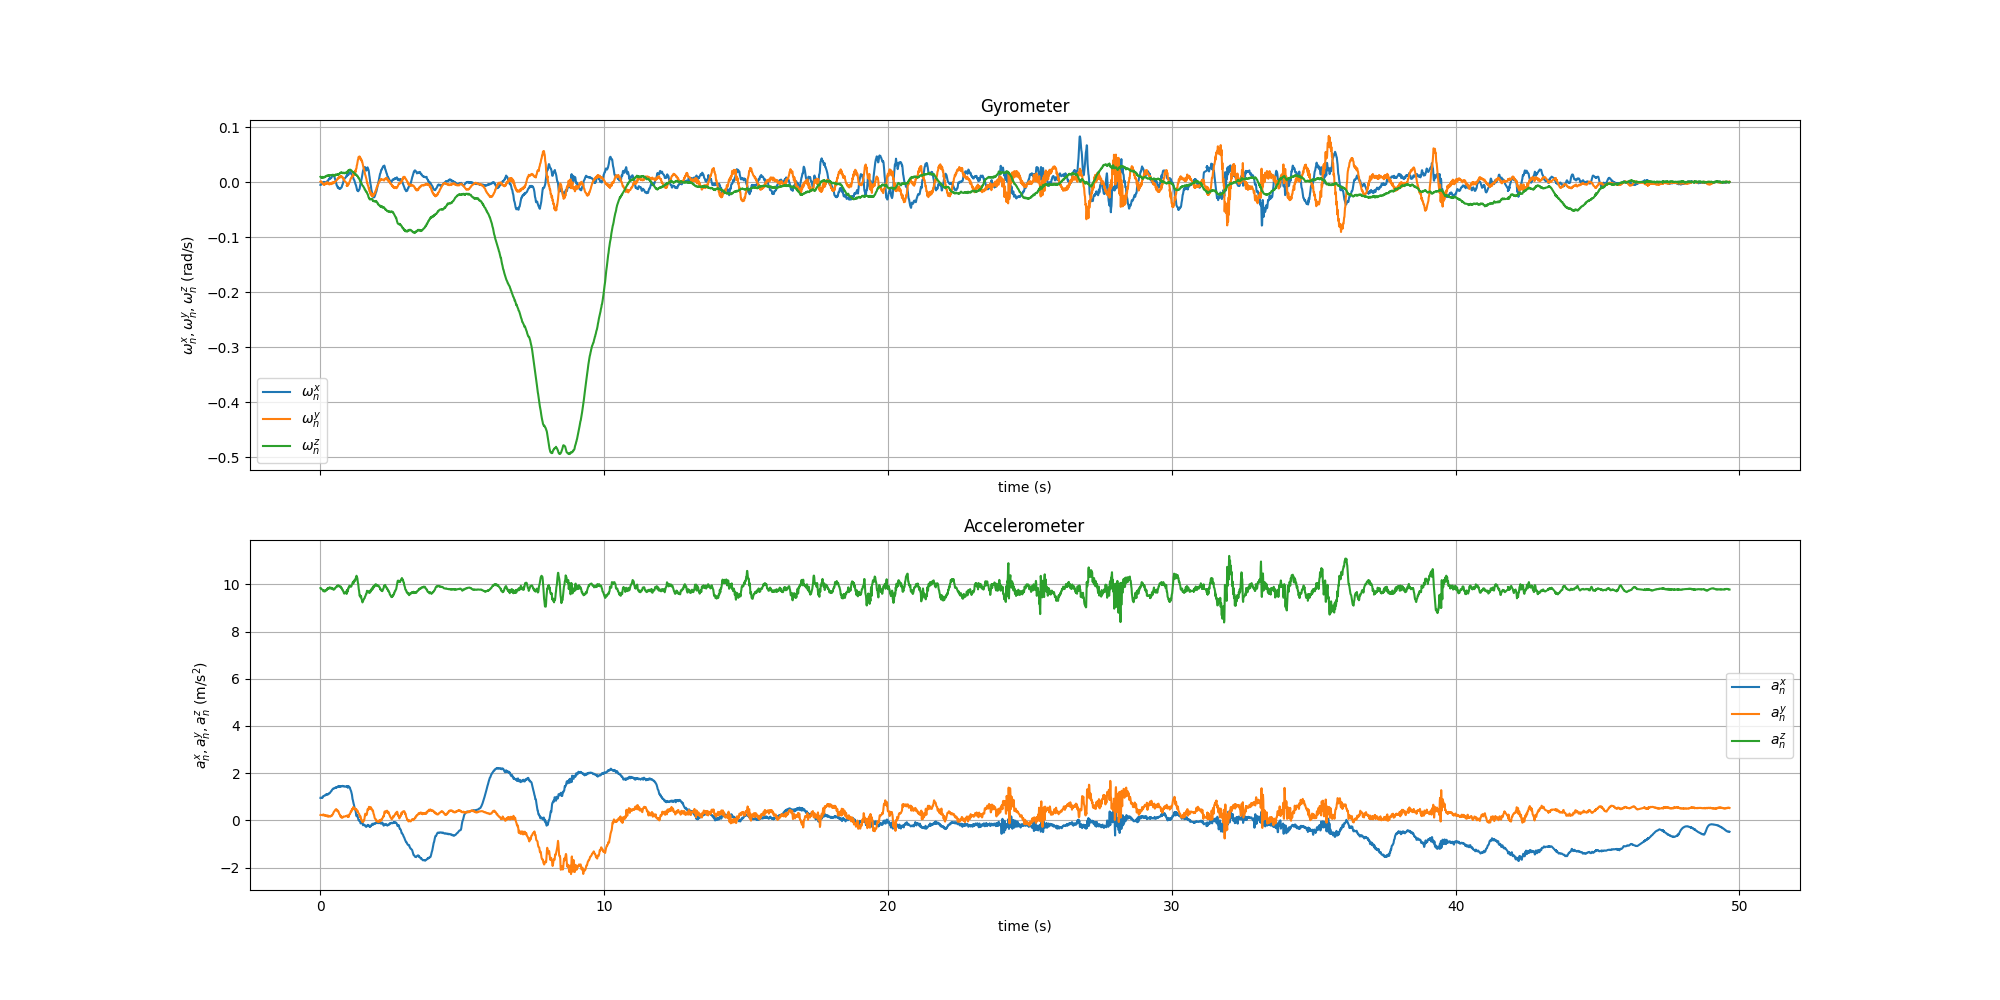 Gyrometer
0.1
0.0
−0.1
−0.2
−0.3
−0.4
−0.5
ωₙˣ, ωₙʸ, ωₙᶻ (rad/s)
ωₙˣ
ωₙʸ
ωₙᶻ
time (s)
Accelerometer
10
8
6
4
2
0
−2
aₙˣ, aₙʸ, aₙᶻ (m/s²)
aₙˣ
aₙʸ
aₙᶻ
0 10 20 30 40 50
time (s)